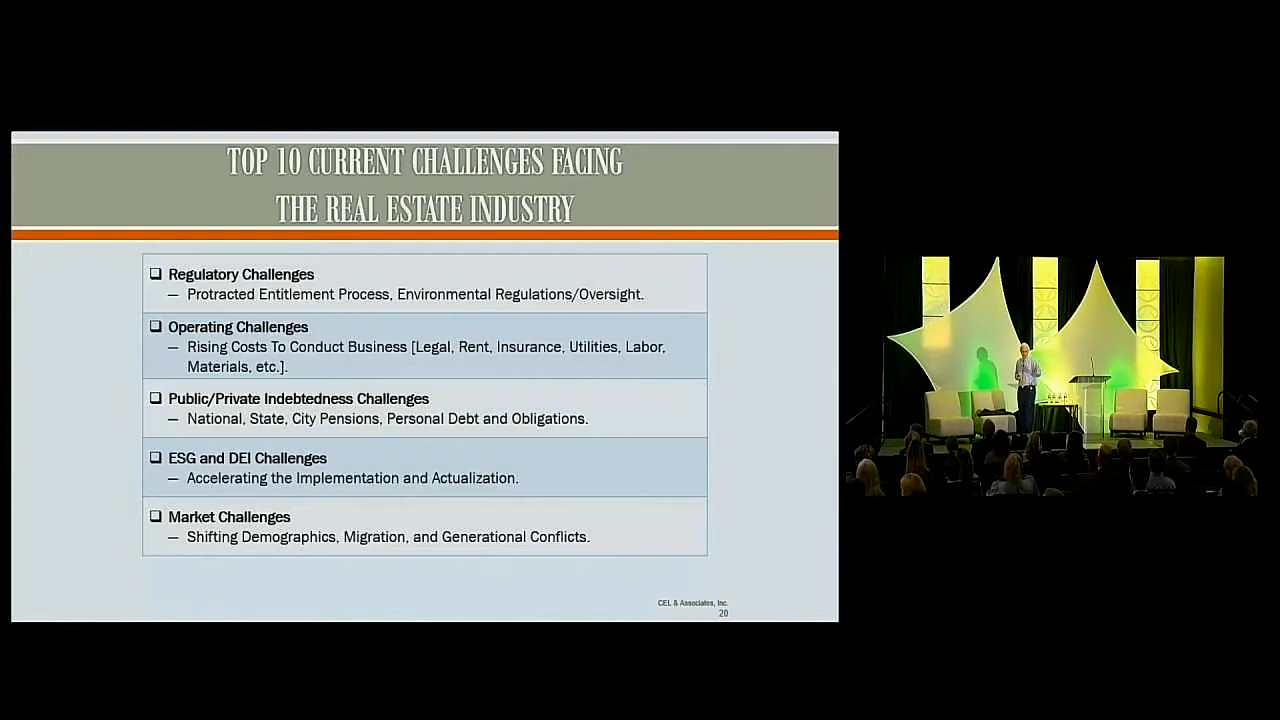 TOP 10 CURRENT CHALLENGES FACING
THE REAL ESTATE INDUSTRY
❑ Regulatory Challenges
– Protracted Entitlement Process, Environmental Regulations/Oversight.
❑ Operating Challenges
– Rising Costs To Conduct Business [Legal, Rent, Insurance, Utilities, Labor,
Materials, etc.].
❑ Public/Private Indebtedness Challenges
– National, State, City Pensions, Personal Debt and Obligations.
❑ ESG and DEI Challenges
– Accelerating the Implementation and Actualization.
❑ Market Challenges
– Shifting Demographics, Migration, and Generational Conflicts.
CEL & Associates, Inc.
20